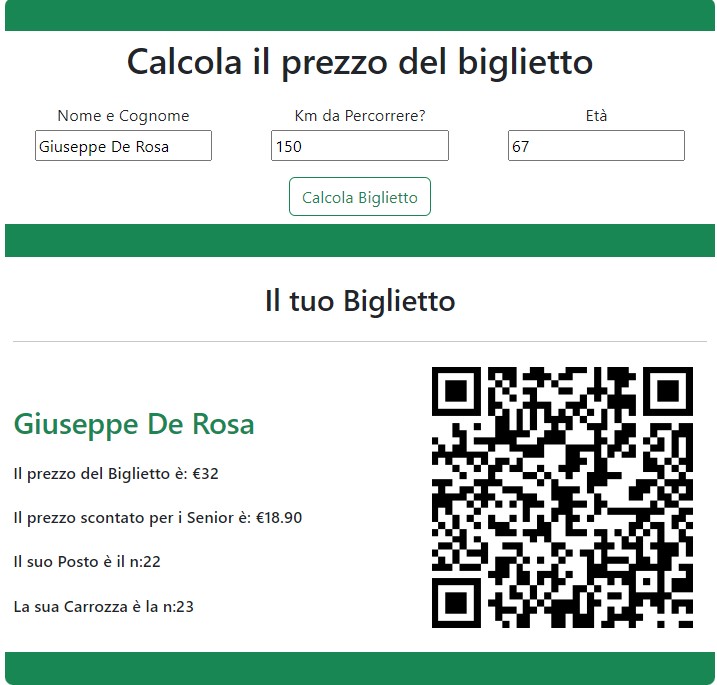 Calcola il prezzo del biglietto
Nome e Cognome
Km da Percorrere?
Età
Giuseppe De Rosa
150
67
Calcola Biglietto
Il tuo Biglietto
Giuseppe De Rosa
Il prezzo del Biglietto è: €32
Il prezzo scontato per i Senior è: €18.90
Il suo Posto è il n:22
La sua Carrozza è la n:23